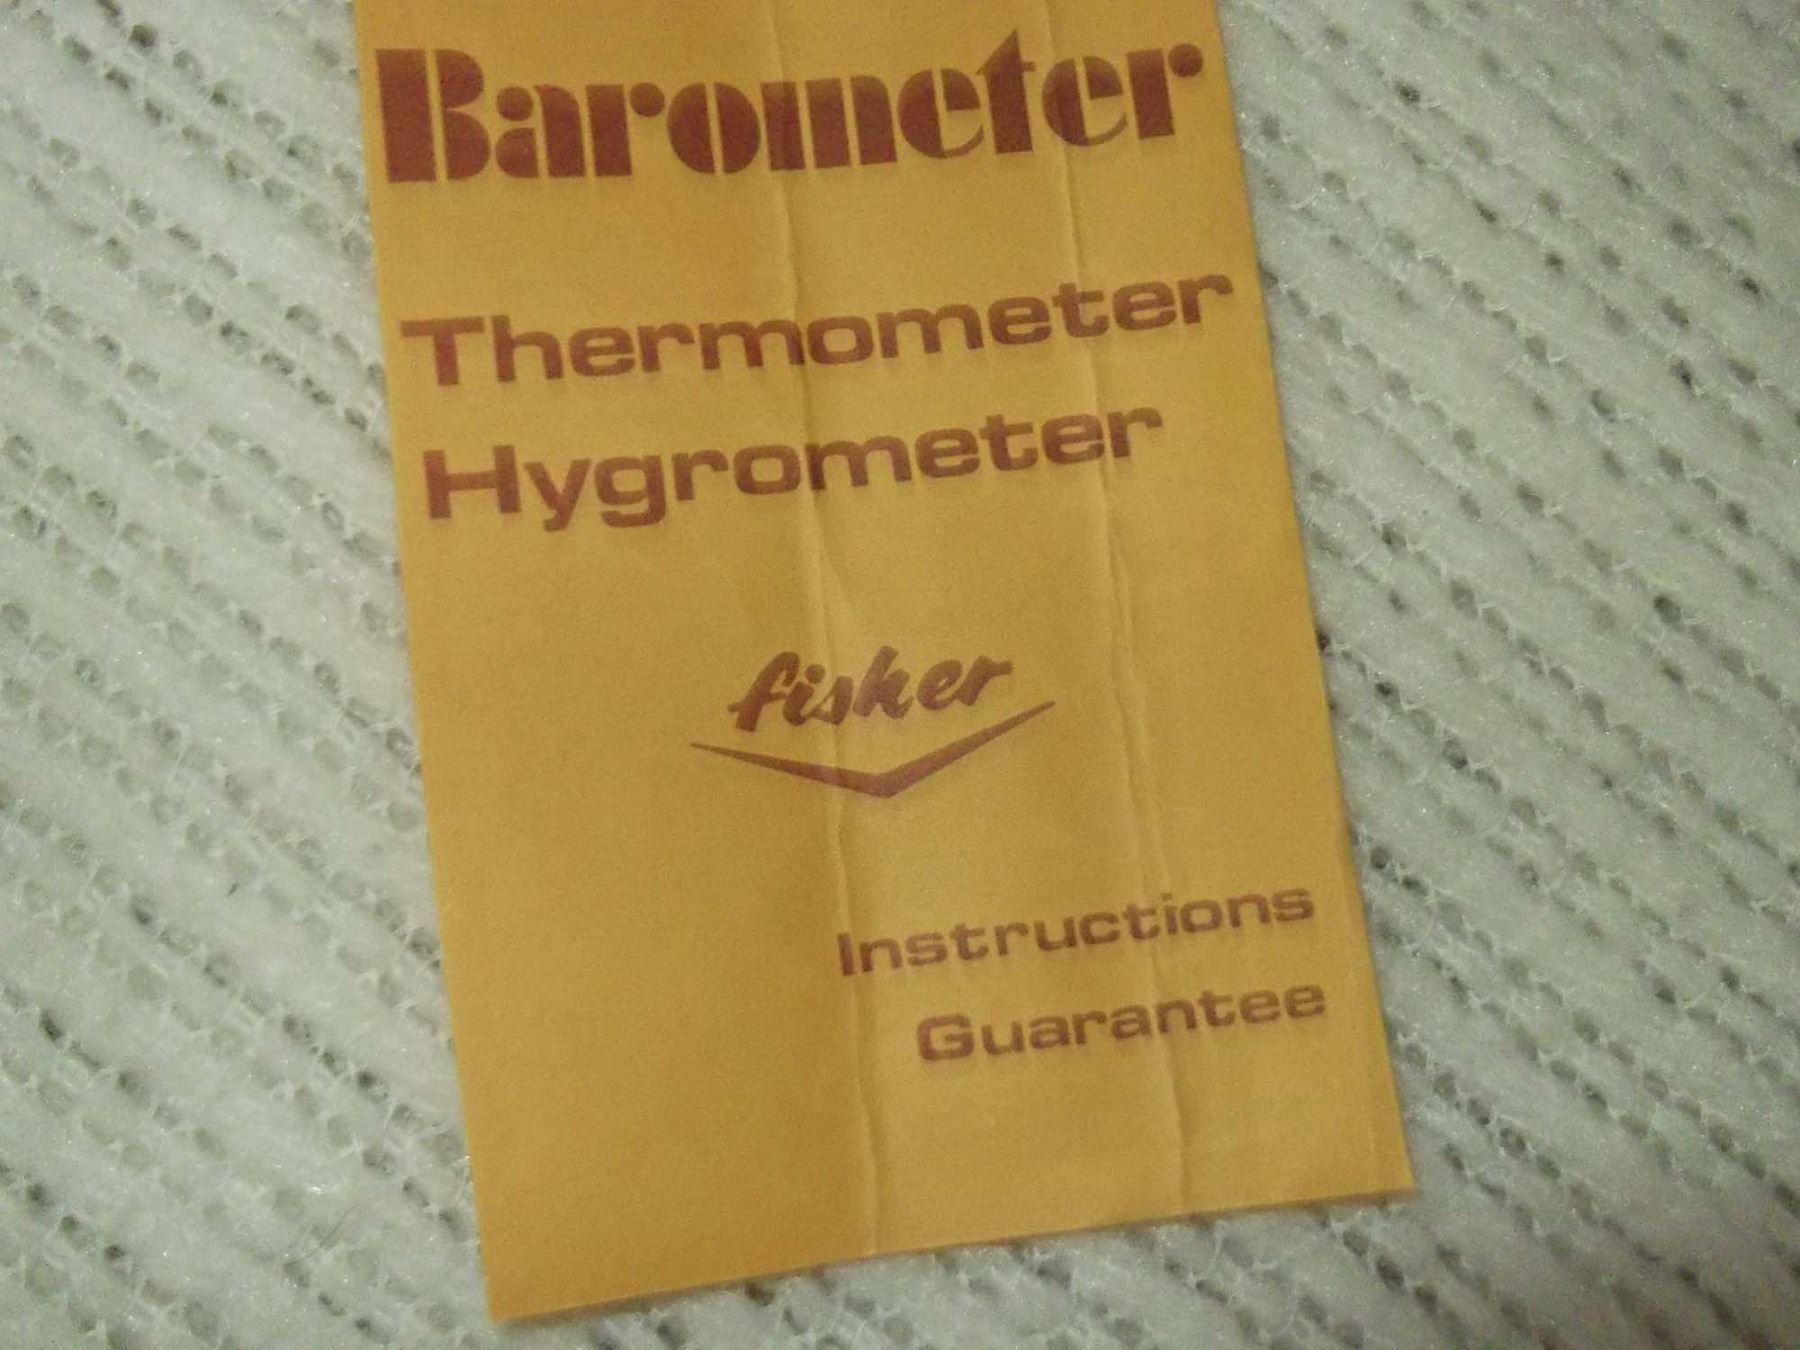 Barometer
Thermometer
Hygrometer
fisker
Instructions
Guarantee